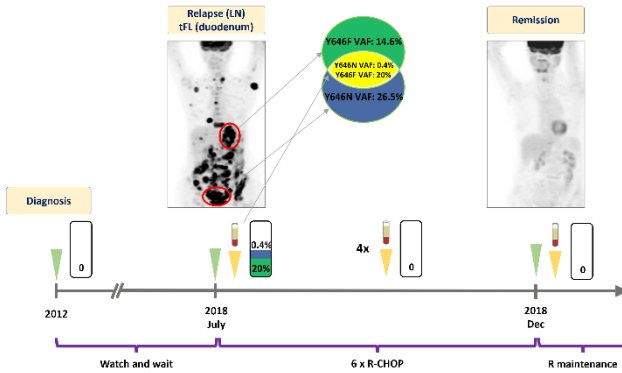 Relapse (LN)
tFL (duodenum)
Remission
Y646F VAF: 14.6%
Y646N VAF: 0.4%
Y646F VAF: 20%
Y646N VAF: 26.5%
Diagnosis
0
0.4%
20%
4x
0
0
2012
2018
July
2018
Dec
Watch and wait
6 x R-CHOP
R maintenance